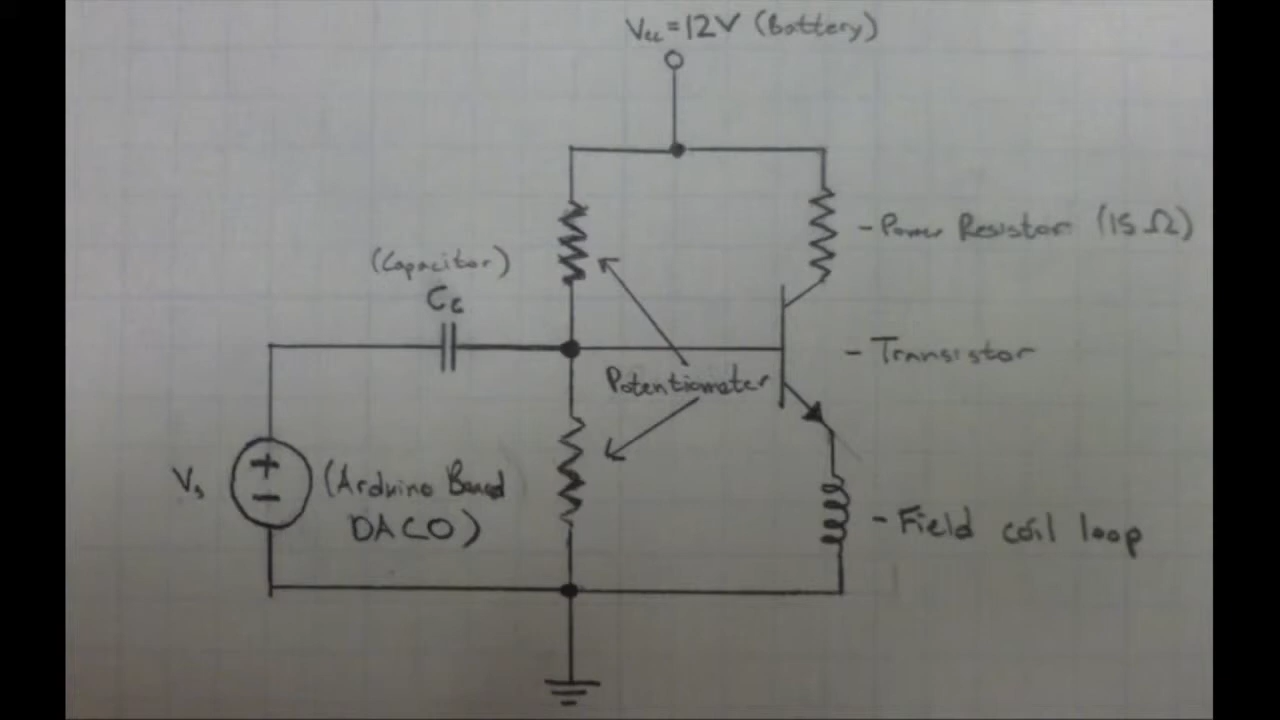 Vcc = 12V (Battery)
- Power Resistor (15 Ω)
(Capacitor)
Cc
- Transistor
Potentiometer
Vs
+
−
(Arduino Board
DAC0)
- Field coil loop